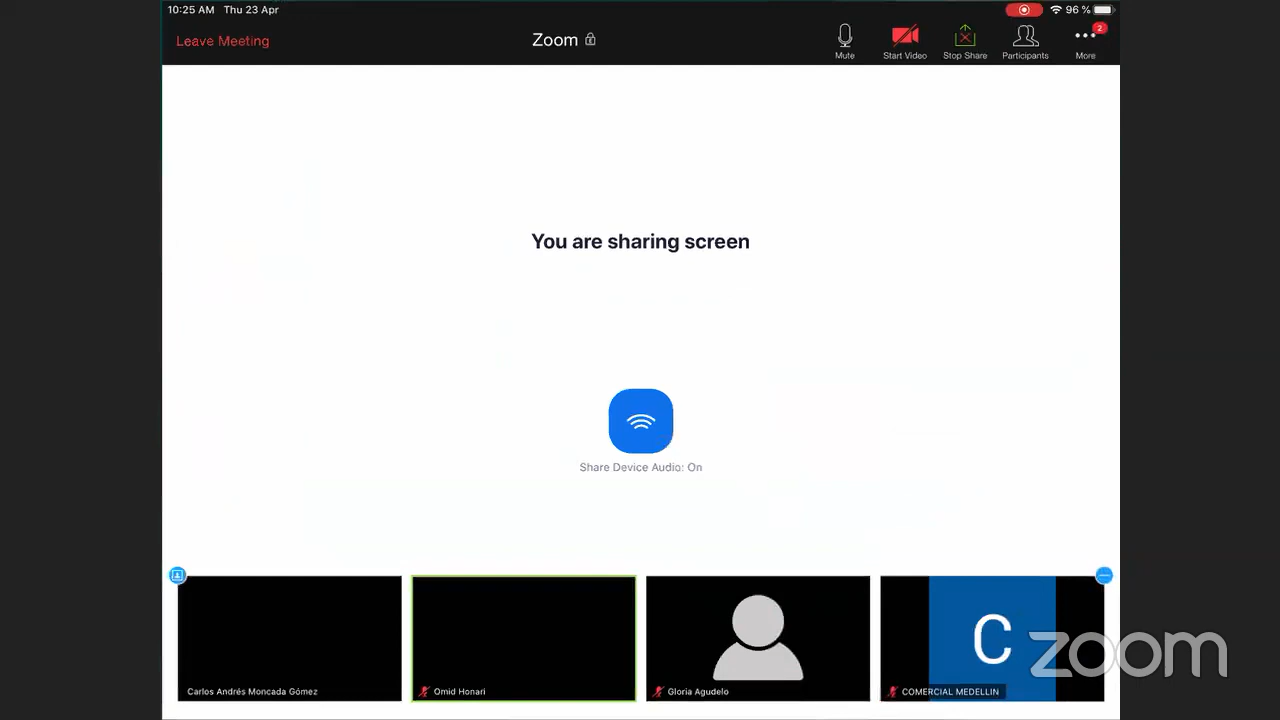 10:25 AM Thu 23 Apr
96 %
Leave Meeting
Zoom
2
Mute
Start Video
Stop Share
Participants
More
You are sharing screen
Share Device Audio: On
Carlos Andrés Moncada Gómez
Omid Honari
Gloria Agudelo
C
COMERCIAL MEDELLIN
zoom